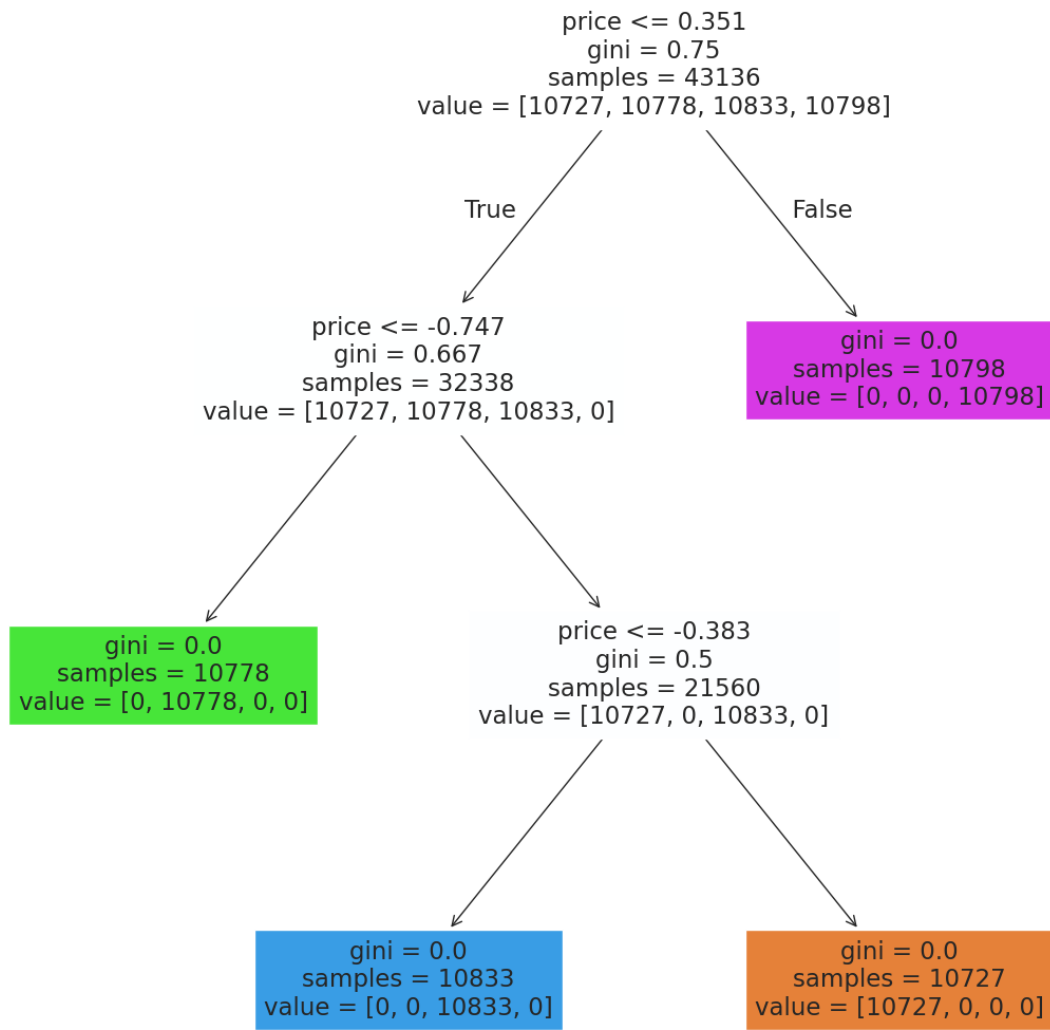 price <= 0.351
gini = 0.75
samples = 43136
value = [10727, 10778, 10833, 10798]
True
False
price <= -0.747
gini = 0.667
samples = 32338
value = [10727, 10778, 10833, 0]
gini = 0.0
samples = 10798
value = [0, 0, 0, 10798]
gini = 0.0
samples = 10778
value = [0, 10778, 0, 0]
price <= -0.383
gini = 0.5
samples = 21560
value = [10727, 0, 10833, 0]
gini = 0.0
samples = 10833
value = [0, 0, 10833, 0]
gini = 0.0
samples = 10727
value = [10727, 0, 0, 0]